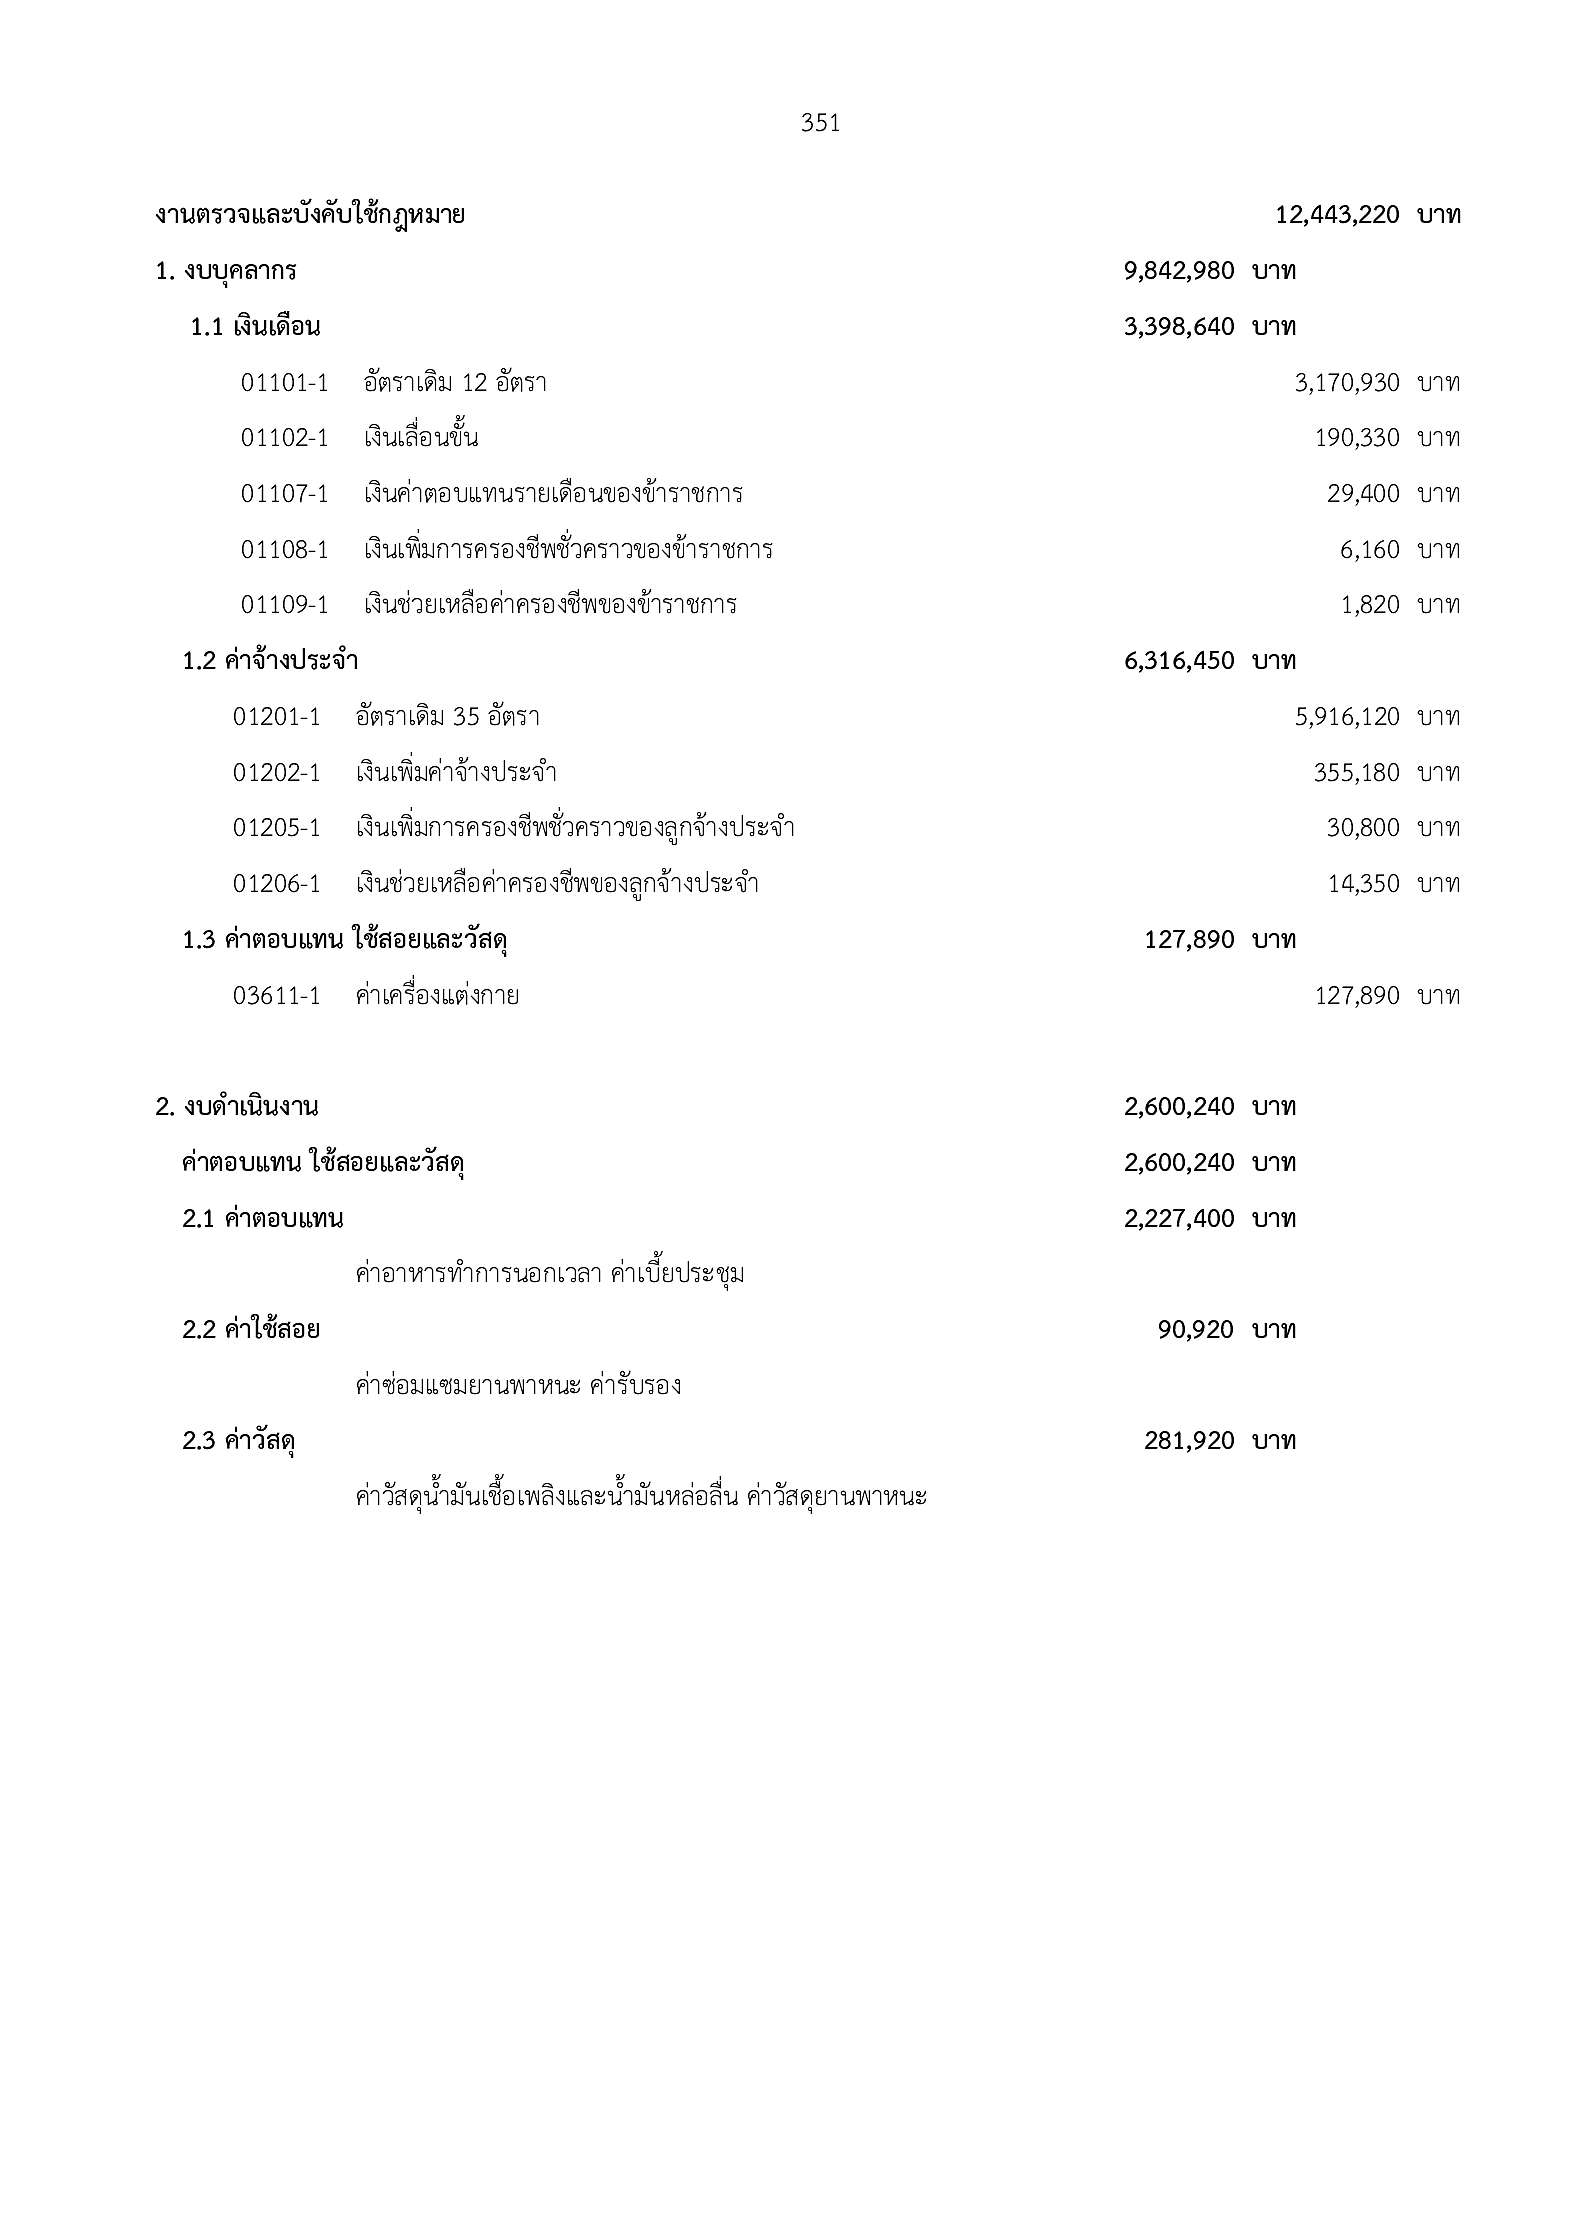 351
งานตรวจและบังคับใช้กฎหมาย 12,443,220 บาท
1. งบบุคลากร 9,842,980 บาท
1.1 เงินเดือน 3,398,640 บาท
01101-1 อัตราเดิม 12 อัตรา 3,170,930 บาท
01102-1 เงินเลื่อนขั้น 190,330 บาท
01107-1 เงินค่าตอบแทนรายเดือนของข้าราชการ 29,400 บาท
01108-1 เงินเพิ่มการครองชีพชั่วคราวของข้าราชการ 6,160 บาท
01109-1 เงินช่วยเหลือค่าครองชีพของข้าราชการ 1,820 บาท
1.2 ค่าจ้างประจำ 6,316,450 บาท
01201-1 อัตราเดิม 35 อัตรา 5,916,120 บาท
01202-1 เงินเพิ่มค่าจ้างประจำ 355,180 บาท
01205-1 เงินเพิ่มการครองชีพชั่วคราวของลูกจ้างประจำ 30,800 บาท
01206-1 เงินช่วยเหลือค่าครองชีพของลูกจ้างประจำ 14,350 บาท
1.3 ค่าตอบแทน ใช้สอยและวัสดุ 127,890 บาท
03611-1 ค่าเครื่องแต่งกาย 127,890 บาท
2. งบดำเนินงาน 2,600,240 บาท
ค่าตอบแทน ใช้สอยและวัสดุ 2,600,240 บาท
2.1 ค่าตอบแทน 2,227,400 บาท
ค่าอาหารทำการนอกเวลา ค่าเบี้ยประชุม
2.2 ค่าใช้สอย 90,920 บาท
ค่าซ่อมแซมยานพาหนะ ค่ารับรอง
2.3 ค่าวัสดุ 281,920 บาท
ค่าวัสดุน้ำมันเชื้อเพลิงและน้ำมันหล่อลื่น ค่าวัสดุยานพาหนะ